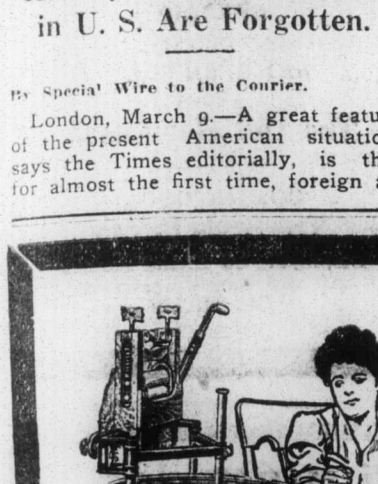 in U. S. Are Forgotten.
By Special Wire to the Courier.
London, March 9.—A great featu
of the present American situatio
says the Times editorially, is th
for almost the first time, foreign a